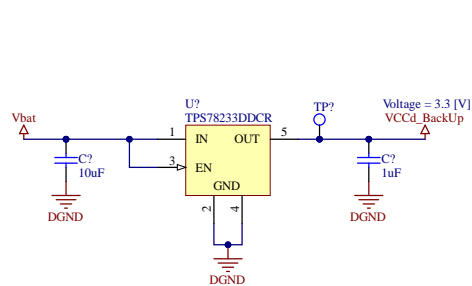 U?
TPS78233DDCR
Vbat
TP?
Voltage = 3.3 [V]
VCCd_BackUp
1
IN
OUT
5
3
EN
C?
10uF
C?
1uF
GND
2
4
DGND
DGND
DGND